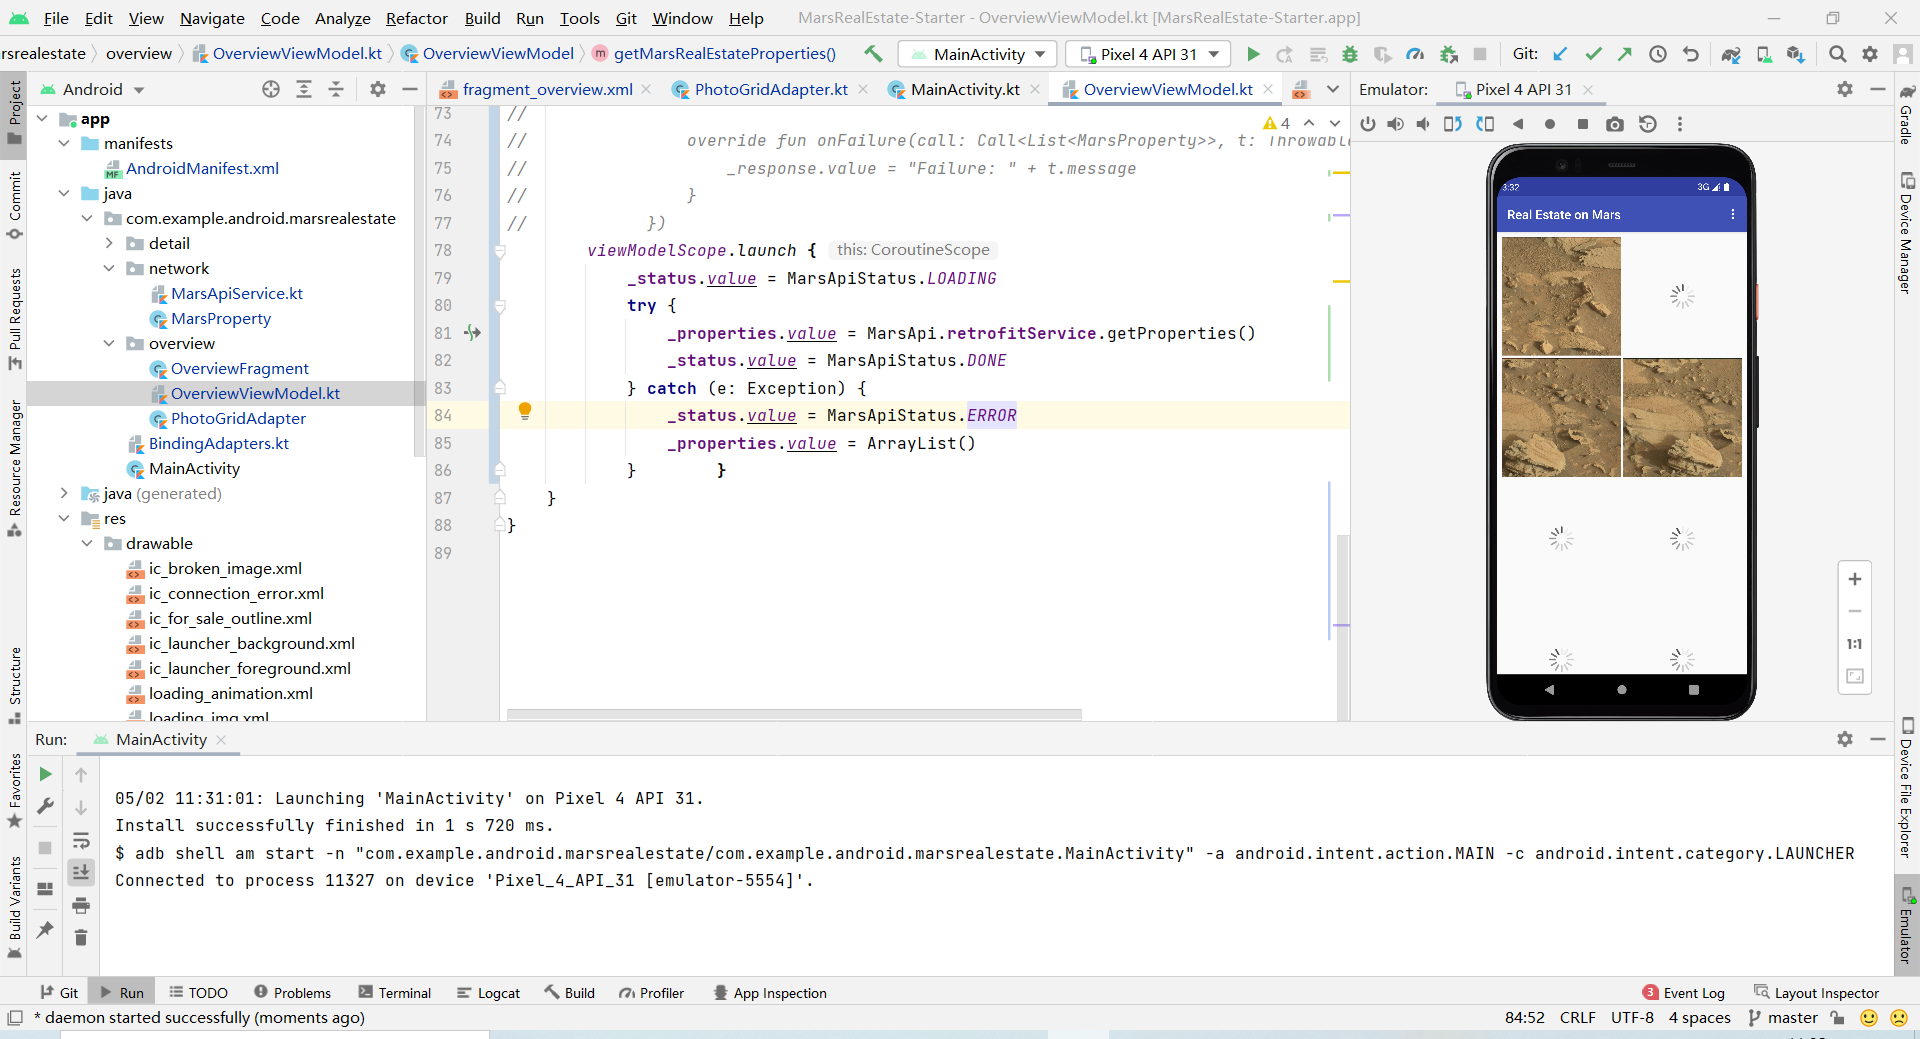 File Edit View Navigate Code Analyze Refactor Build Run Tools Git Window Help MarsRealEstate-Starter - OverviewViewModel.kt [MarsRealEstate-Starter.app]
rsrealestate overview OverviewViewModel.kt OverviewViewModel getMarsRealEstateProperties() MainActivity Pixel 4 API 31 Git:
Android fragment_overview.xml PhotoGridAdapter.kt MainActivity.kt OverviewViewModel.kt Emulator: Pixel 4 API 31
Project
Commit
Pull Requests
Resource Manager
Structure
Favorites
Build Variants
app
manifests
AndroidManifest.xml
java
com.example.android.marsrealestate
detail
network
MarsApiService.kt
MarsProperty
overview
OverviewFragment
OverviewViewModel.kt
PhotoGridAdapter
BindingAdapters.kt
MainActivity
java (generated)
res
drawable
ic_broken_image.xml
ic_connection_error.xml
ic_for_sale_outline.xml
ic_launcher_background.xml
ic_launcher_foreground.xml
loading_animation.xml
loading_img.xml
4
73 //
74 // override fun onFailure(call: Call<List<MarsProperty>>, t: Throwable
75 // _response.value = "Failure: " + t.message
76 // }
77 // })
78 viewModelScope.launch { this: CoroutineScope
79 _status.value = MarsApiStatus.LOADING
80 try {
81 _properties.value = MarsApi.retrofitService.getProperties()
82 _status.value = MarsApiStatus.DONE
83 } catch (e: Exception) {
84 _status.value = MarsApiStatus.ERROR
85 _properties.value = ArrayList()
86 } }
87 }
88 }
89
3:32 3G
Real Estate on Mars
1:1
Gradle
Device Manager
Device File Explorer
Emulator
Run: MainActivity
05/02 11:31:01: Launching 'MainActivity' on Pixel 4 API 31.
Install successfully finished in 1 s 720 ms.
$ adb shell am start -n "com.example.android.marsrealestate/com.example.android.marsrealestate.MainActivity" -a android.intent.action.MAIN -c android.intent.category.LAUNCHER
Connected to process 11327 on device 'Pixel_4_API_31 [emulator-5554]'.
Git Run TODO Problems Terminal Logcat Build Profiler App Inspection 3 Event Log Layout Inspector
* daemon started successfully (moments ago) 84:52 CRLF UTF-8 4 spaces master